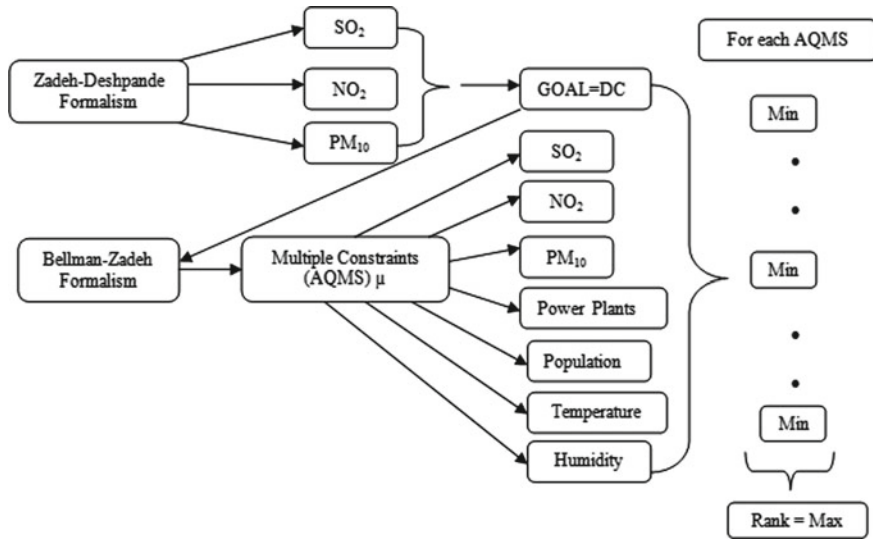 SO₂
For each AQMS
Zadeh-Deshpande
Formalism
NO₂
GOAL=DC
Min
PM₁₀
SO₂
NO₂
Bellman-Zadeh
Formalism
Multiple Constraints
(AQMS) μ
PM₁₀
Min
Power Plants
Population
Temperature
Min
Humidity
Rank = Max